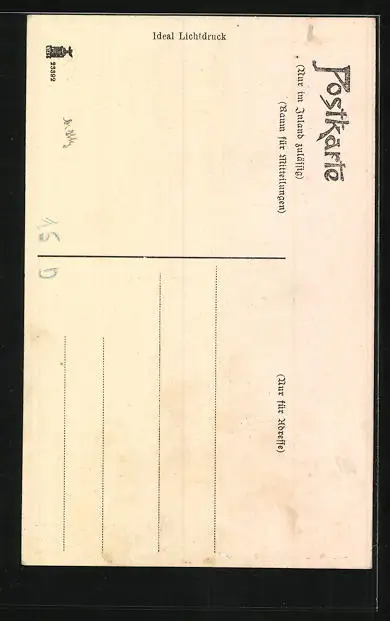 Postkarte
(Nur im Inland zulässig)
(Raum für Mitteilungen)
(Nur für Adresse)
Ideal Lichtdruck
23392
15